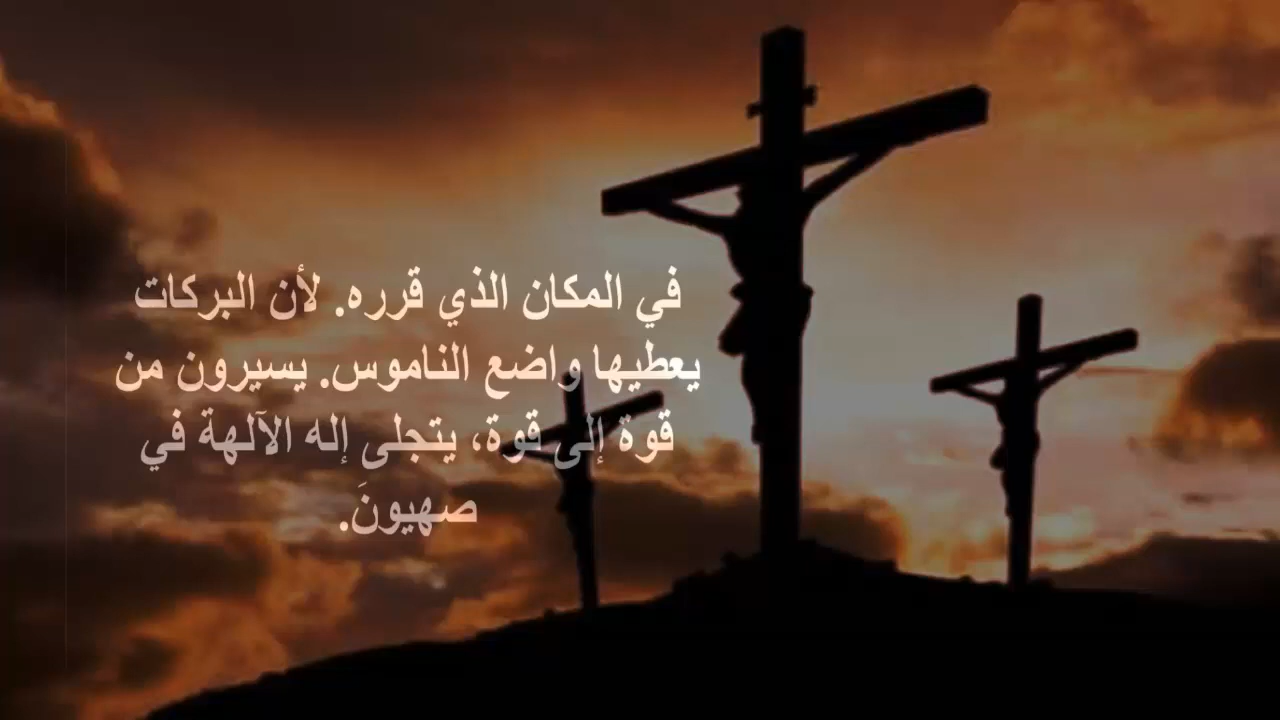 في المكان الذي قرره. لأن البركات
يعطيها واضع الناموس. يسيرون من
قوة إلى قوة، يتجلى إله الآلهة في
صهيونَ.